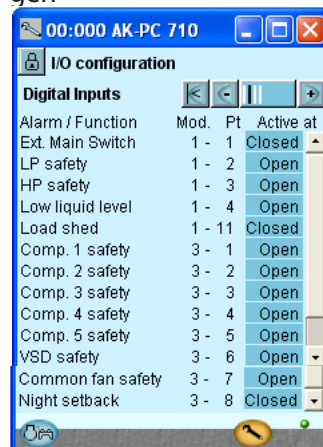 gen
00:000 AK-PC 710
I/O configuration
Digital Inputs
Alarm / Function Mod. Pt Active at
Ext. Main Switch 1 - 1 Closed
LP safety 1 - 2 Open
HP safety 1 - 3 Open
Low liquid level 1 - 4 Open
Load shed 1 - 11 Closed
Comp. 1 safety 3 - 1 Open
Comp. 2 safety 3 - 2 Open
Comp. 3 safety 3 - 3 Open
Comp. 4 safety 3 - 4 Open
Comp. 5 safety 3 - 5 Open
VSD safety 3 - 6 Open
Common fan safety 3 - 7 Open
Night setback 3 - 8 Closed